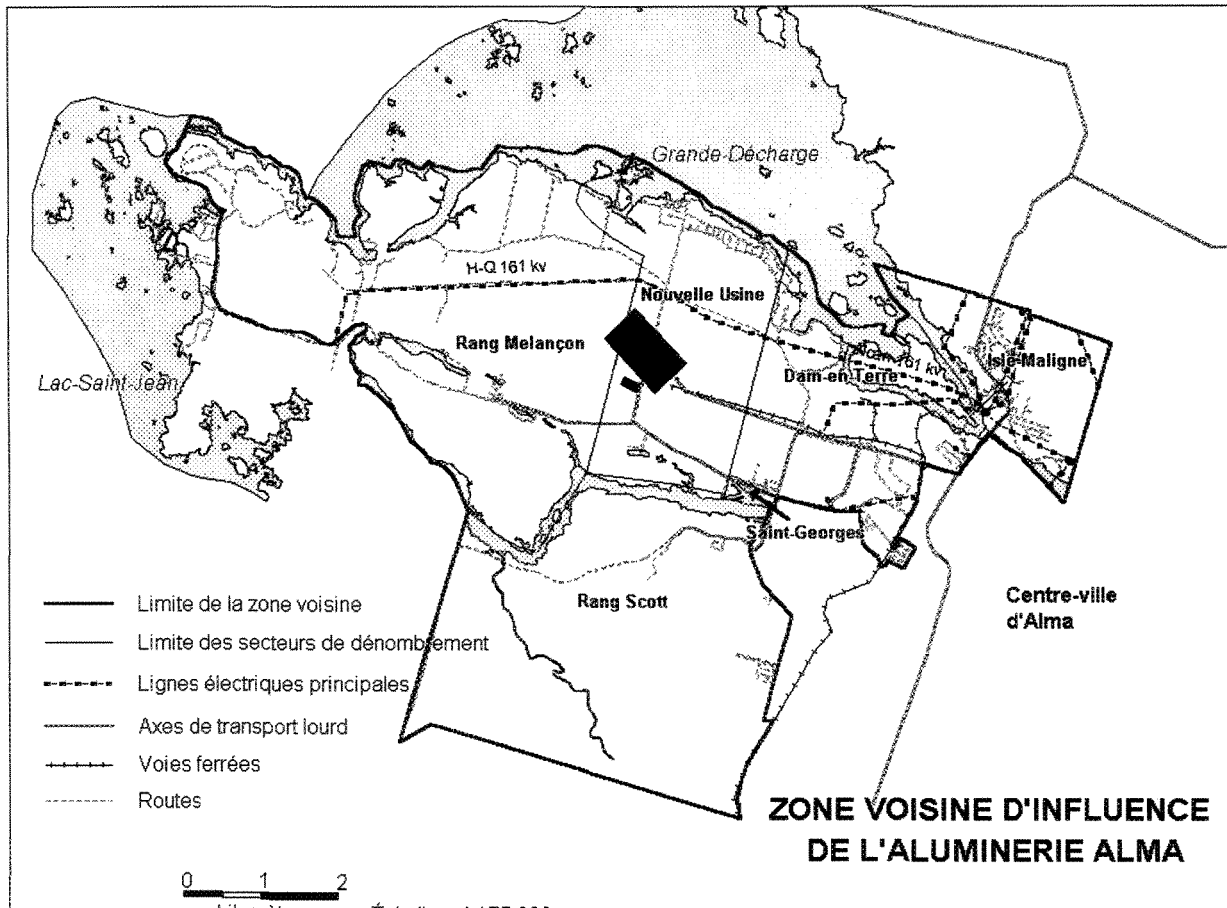 Grande-Décharge
H-Q 161 kv
Nouvelle Usine
Rang Melançon
Alcan 161 kv
Isle-Maligne
Dam-en-Terre
Lac-Saint-Jean
Saint-Georges
Rang Scott
Centre-ville
d'Alma
Limite de la zone voisine
Limite des secteurs de dénombrement
Lignes électriques principales
Axes de transport lourd
Voies ferrées
Routes
ZONE VOISINE D'INFLUENCE
DE L'ALUMINERIE ALMA
0 1 2